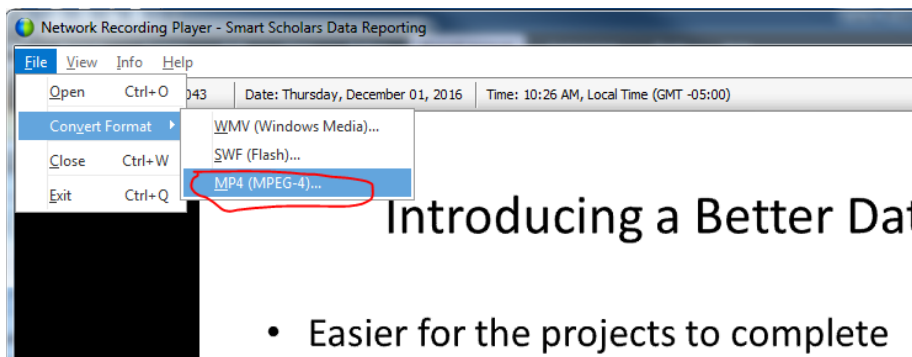 Network Recording Player - Smart Scholars Data Reporting
File View Info Help
Open Ctrl+O
043 Date: Thursday, December 01, 2016 Time: 10:26 AM, Local Time (GMT -05:00)
Convert Format
WMV (Windows Media)...
SWF (Flash)...
MP4 (MPEG-4)...
Close Ctrl+W
Exit Ctrl+Q
Introducing a Better Dat
• Easier for the projects to complete